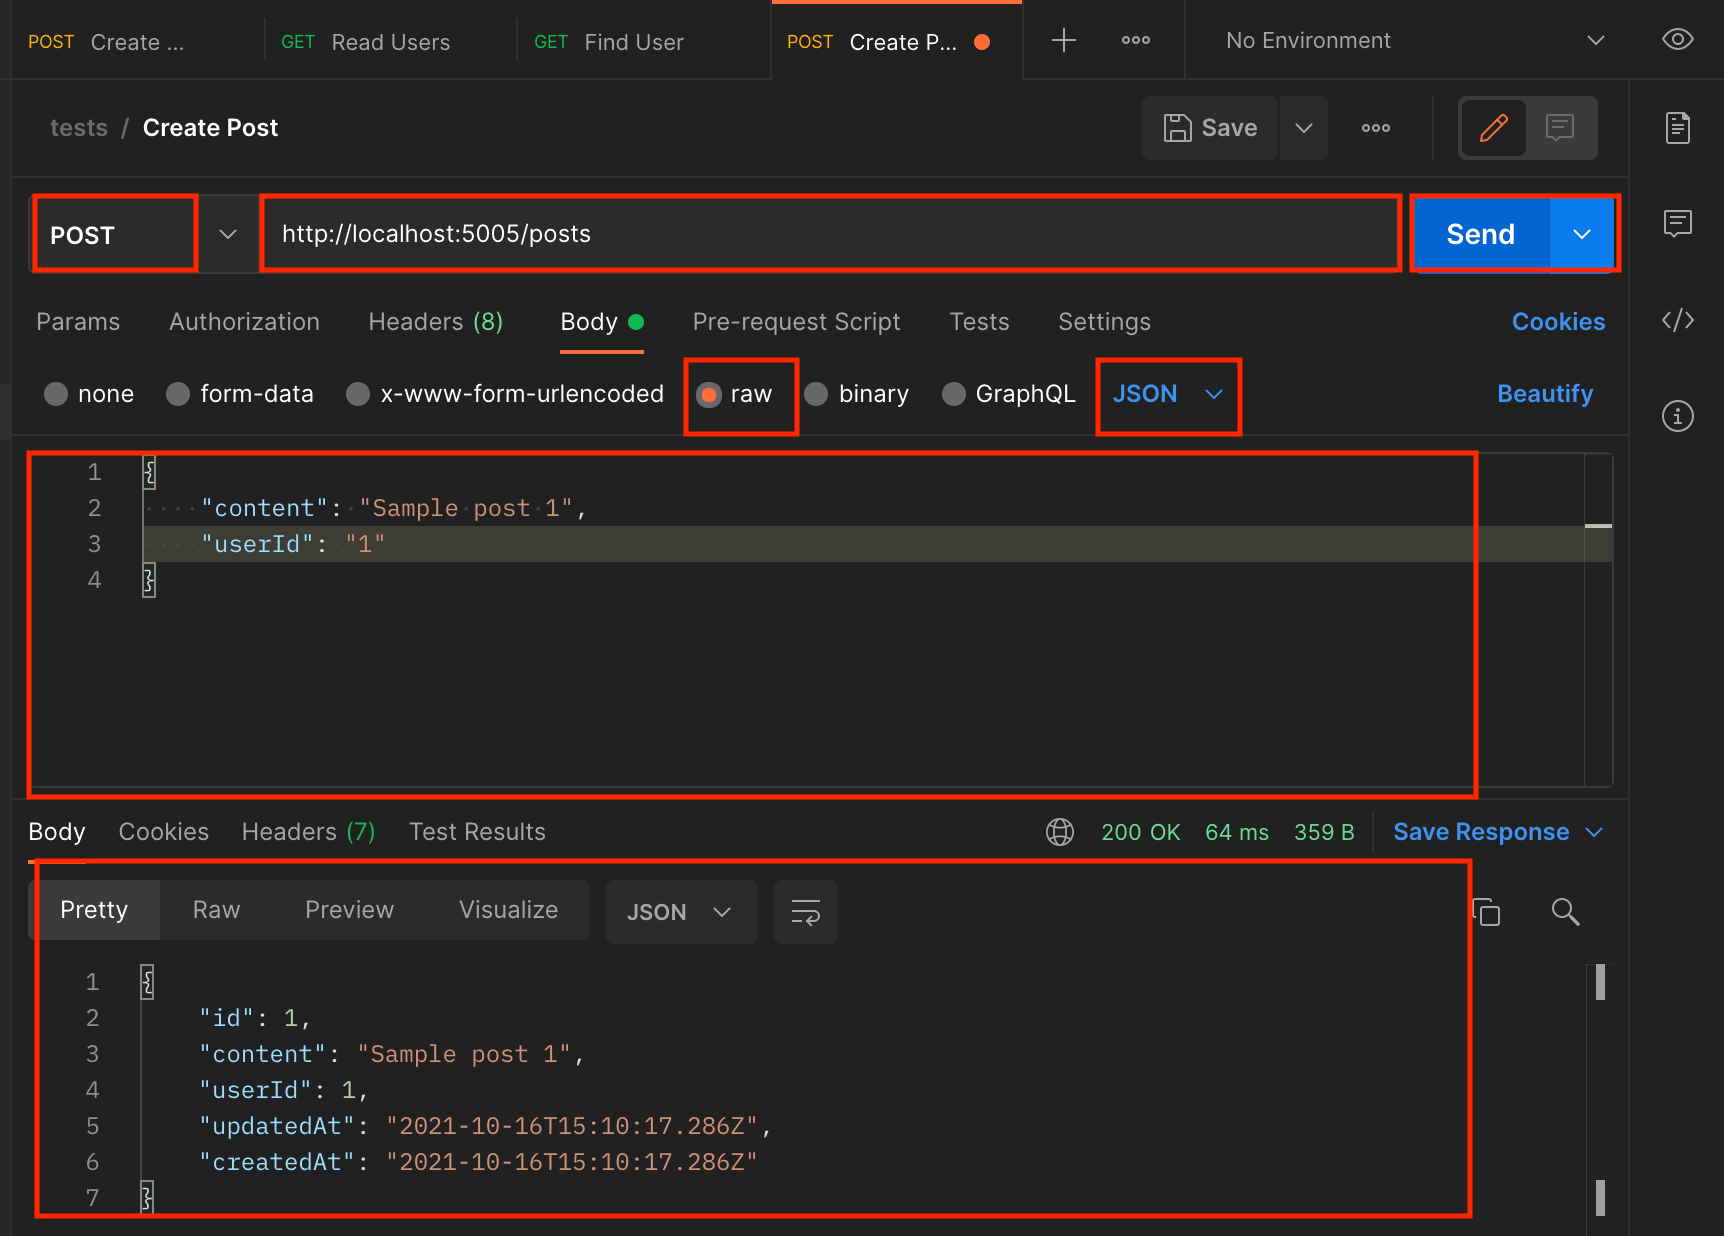 POST Create ... GET Read Users GET Find User POST Create P... No Environment
tests / Create Post Save
POST http://localhost:5005/posts Send
Params Authorization Headers (8) Body Pre-request Script Tests Settings Cookies
none form-data x-www-form-urlencoded raw binary GraphQL JSON Beautify
1 {
2 "content": "Sample post 1",
3 "userId": "1"
4 }
Body Cookies Headers (7) Test Results 200 OK 64 ms 359 B Save Response
Pretty Raw Preview Visualize JSON
1 {
2 "id": 1,
3 "content": "Sample post 1",
4 "userId": 1,
5 "updatedAt": "2021-10-16T15:10:17.286Z",
6 "createdAt": "2021-10-16T15:10:17.286Z"
7 }